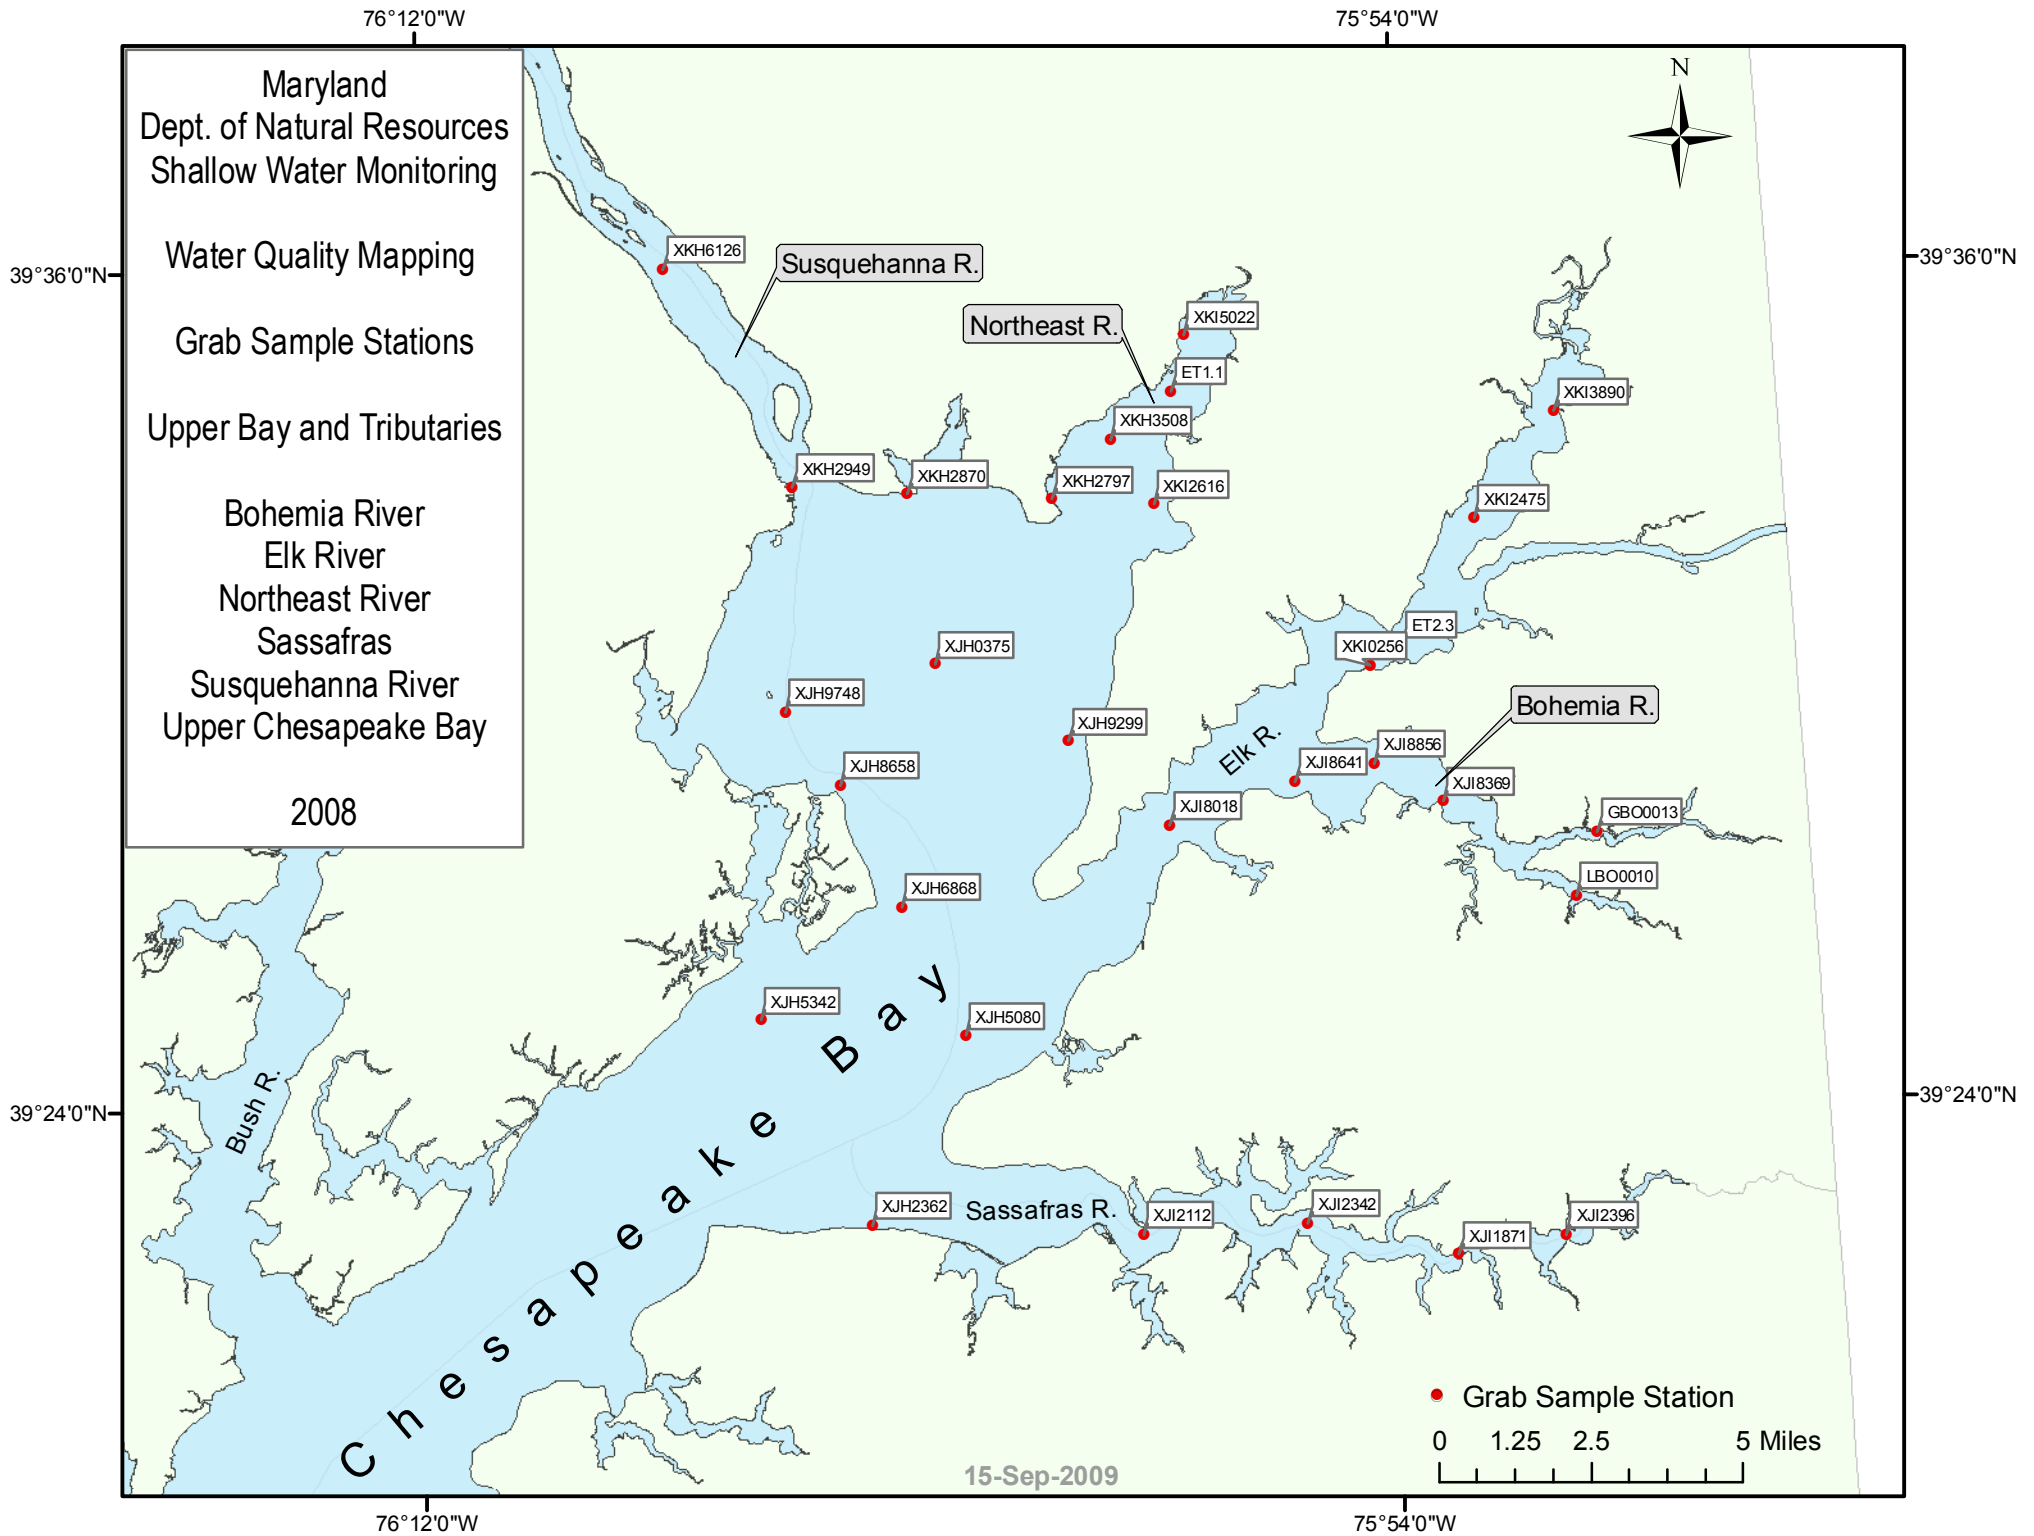 76°12'0"W
75°54'0"W
Maryland
Dept. of Natural Resources
Shallow Water Monitoring
Water Quality Mapping
Grab Sample Stations
Upper Bay and Tributaries
Bohemia River
Elk River
Northeast River
Sassafras
Susquehanna River
Upper Chesapeake Bay
2008
N
39°36'0"N
39°36'0"N
XKH6126
Susquehanna R.
Northeast R.
XKI5022
ET1.1
XKI3890
XKH3508
XKH2949
XKH2870
XKH2797
XKI2616
XKI2475
ET2.3
XKI0256
XJH0375
XJH9748
XJH9299
Bohemia R.
Elk R.
XJI8856
XJI8641
XJH8658
XJI8369
XJI8018
GBO0013
LBO0010
XJH6868
XJH5342
XJH5080
39°24'0"N
39°24'0"N
Bush R.
Chesapeake Bay
XJH2362
Sassafras R.
XJI2112
XJI2342
XJI1871
XJI2396
Grab Sample Station
0 1.25 2.5 5 Miles
15-Sep-2009
76°12'0"W
75°54'0"W